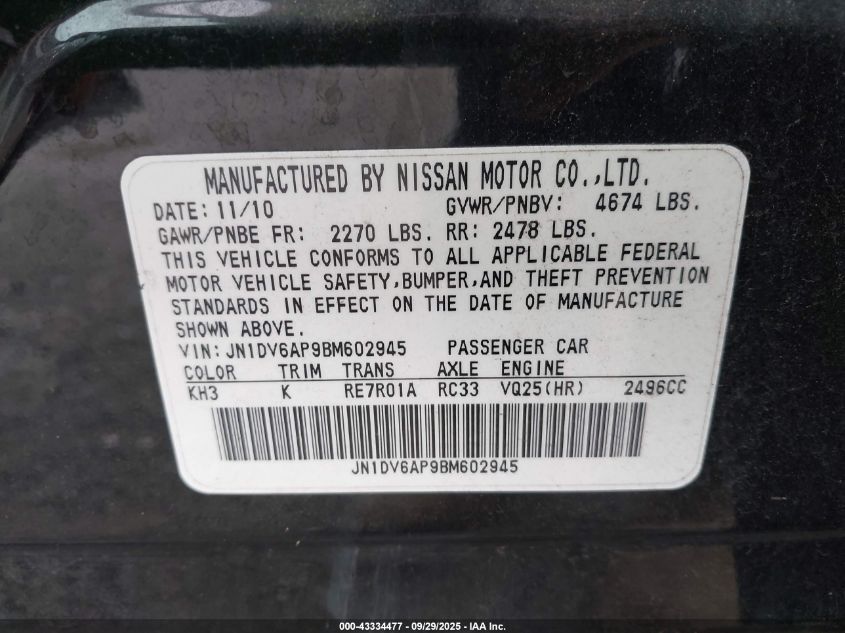 MANUFACTURED BY NISSAN MOTOR CO.,LTD.
DATE: 11/10 GVWR/PNBV: 4674 LBS.
GAWR/PNBE FR: 2270 LBS. RR: 2478 LBS.
THIS VEHICLE CONFORMS TO ALL APPLICABLE FEDERAL
MOTOR VEHICLE SAFETY,BUMPER,AND THEFT PREVENTION
STANDARDS IN EFFECT ON THE DATE OF MANUFACTURE
SHOWN ABOVE.
VIN: JN1DV6AP9BM602945 PASSENGER CAR
COLOR TRIM TRANS AXLE ENGINE
KH3 K RE7R01A RC33 VQ25(HR) 2496CC
JN1DV6AP9BM602945
000-43334477 - 09/29/2025 - IAA Inc.